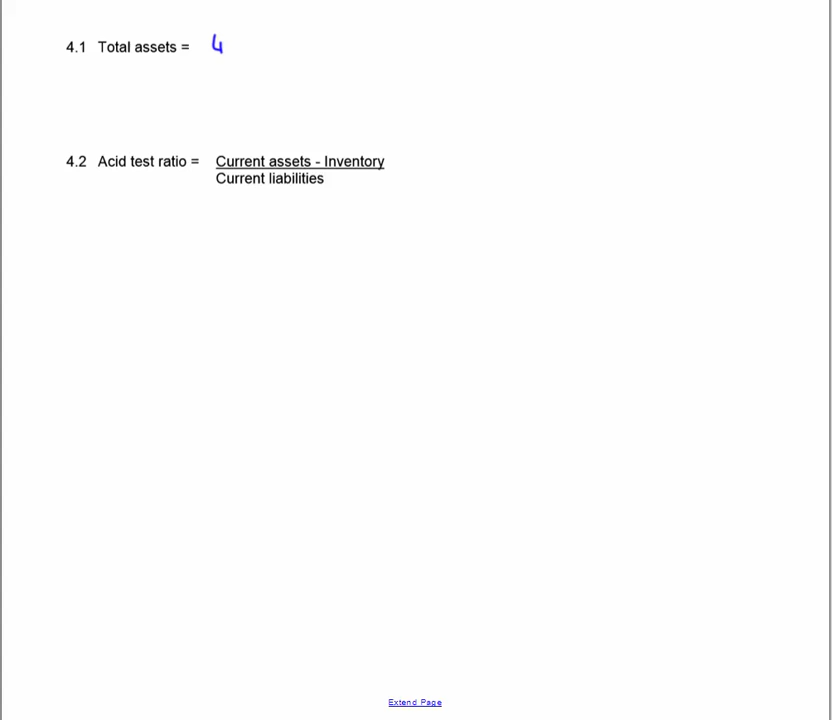 4.1 Total assets = 4
4.2 Acid test ratio = Current assets - Inventory
Current liabilities
Extend Page